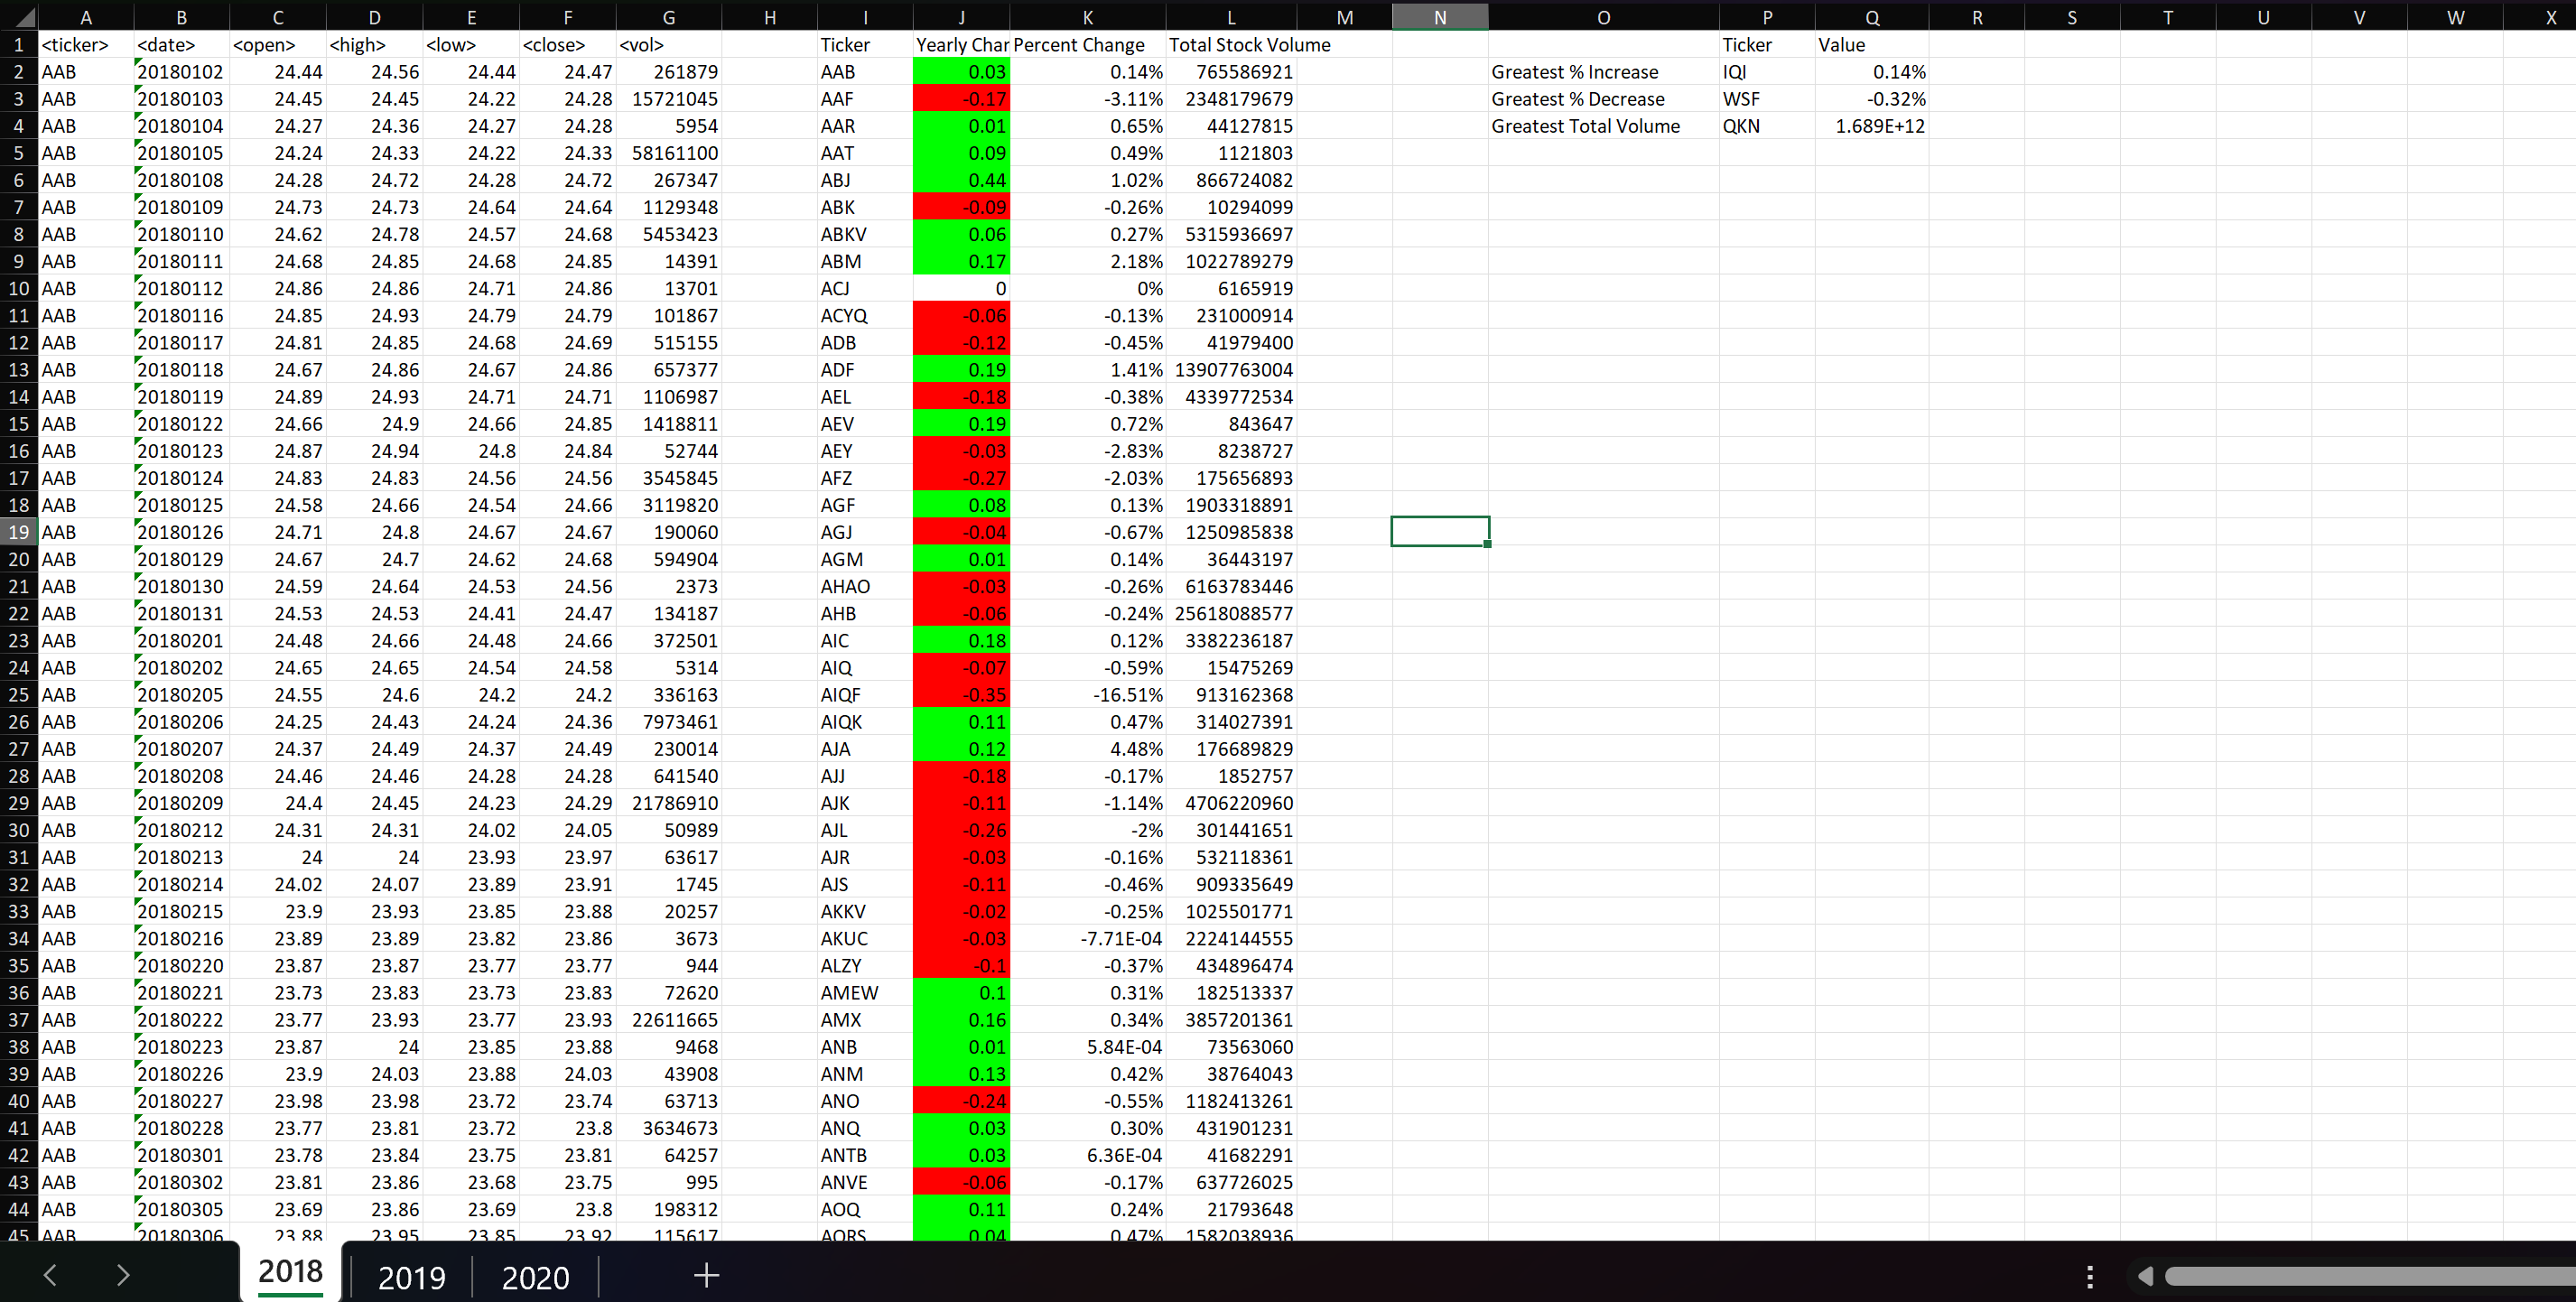 A B C D E F G H I J K L M N O P Q R S T U V W X
1 <ticker> <date> <open> <high> <low> <close> <vol> Ticker Yearly Char Percent Change Total Stock Volume Ticker Value
2 AAB 20180102 24.44 24.56 24.44 24.47 261879 AAB 0.03 0.14% 765586921 Greatest % Increase IQI 0.14%
3 AAB 20180103 24.45 24.45 24.22 24.28 15721045 AAF -0.17 -3.11% 2348179679 Greatest % Decrease WSF -0.32%
4 AAB 20180104 24.27 24.36 24.27 24.28 5954 AAR 0.01 0.65% 44127815 Greatest Total Volume QKN 1.689E+12
5 AAB 20180105 24.24 24.33 24.22 24.33 58161100 AAT 0.09 0.49% 1121803
6 AAB 20180108 24.28 24.72 24.28 24.72 267347 ABJ 0.44 1.02% 866724082
7 AAB 20180109 24.73 24.73 24.64 24.64 1129348 ABK -0.09 -0.26% 10294099
8 AAB 20180110 24.62 24.78 24.57 24.68 5453423 ABKV 0.06 0.27% 5315936697
9 AAB 20180111 24.68 24.85 24.68 24.85 14391 ABM 0.17 2.18% 1022789279
10 AAB 20180112 24.86 24.86 24.71 24.86 13701 ACJ 0 0% 6165919
11 AAB 20180116 24.85 24.93 24.79 24.79 101867 ACYQ -0.06 -0.13% 231000914
12 AAB 20180117 24.81 24.85 24.68 24.69 515155 ADB -0.12 -0.45% 41979400
13 AAB 20180118 24.67 24.86 24.67 24.86 657377 ADF 0.19 1.41% 13907763004
14 AAB 20180119 24.89 24.93 24.71 24.71 1106987 AEL -0.18 -0.38% 4339772534
15 AAB 20180122 24.66 24.9 24.66 24.85 1418811 AEV 0.19 0.72% 843647
16 AAB 20180123 24.87 24.94 24.8 24.84 52744 AEY -0.03 -2.83% 8238727
17 AAB 20180124 24.83 24.83 24.56 24.56 3545845 AFZ -0.27 -2.03% 175656893
18 AAB 20180125 24.58 24.66 24.54 24.66 3119820 AGF 0.08 0.13% 1903318891
19 AAB 20180126 24.71 24.8 24.67 24.67 190060 AGJ -0.04 -0.67% 1250985838
20 AAB 20180129 24.67 24.7 24.62 24.68 594904 AGM 0.01 0.14% 36443197
21 AAB 20180130 24.59 24.64 24.53 24.56 2373 AHAO -0.03 -0.26% 6163783446
22 AAB 20180131 24.53 24.53 24.41 24.47 134187 AHB -0.06 -0.24% 25618088577
23 AAB 20180201 24.48 24.66 24.48 24.66 372501 AIC 0.18 0.12% 3382236187
24 AAB 20180202 24.65 24.65 24.54 24.58 5314 AIQ -0.07 -0.59% 15475269
25 AAB 20180205 24.55 24.6 24.2 24.2 336163 AIQF -0.35 -16.51% 913162368
26 AAB 20180206 24.25 24.43 24.24 24.36 7973461 AIQK 0.11 0.47% 314027391
27 AAB 20180207 24.37 24.49 24.37 24.49 230014 AJA 0.12 4.48% 176689829
28 AAB 20180208 24.46 24.46 24.28 24.28 641540 AJJ -0.18 -0.17% 1852757
29 AAB 20180209 24.4 24.45 24.23 24.29 21786910 AJK -0.11 -1.14% 4706220960
30 AAB 20180212 24.31 24.31 24.02 24.05 50989 AJL -0.26 -2% 301441651
31 AAB 20180213 24 24 23.93 23.97 63617 AJR -0.03 -0.16% 532118361
32 AAB 20180214 24.02 24.07 23.89 23.91 1745 AJS -0.11 -0.46% 909335649
33 AAB 20180215 23.9 23.93 23.85 23.88 20257 AKKV -0.02 -0.25% 1025501771
34 AAB 20180216 23.89 23.89 23.82 23.86 3673 AKUC -0.03 -7.71E-04 2224144555
35 AAB 20180220 23.87 23.87 23.77 23.77 944 ALZY -0.1 -0.37% 434896474
36 AAB 20180221 23.73 23.83 23.73 23.83 72620 AMEW 0.1 0.31% 182513337
37 AAB 20180222 23.77 23.93 23.77 23.93 22611665 AMX 0.16 0.34% 3857201361
38 AAB 20180223 23.87 24 23.85 23.88 9468 ANB 0.01 5.84E-04 73563060
39 AAB 20180226 23.9 24.03 23.88 24.03 43908 ANM 0.13 0.42% 38764043
40 AAB 20180227 23.98 23.98 23.72 23.74 63713 ANO -0.24 -0.55% 1182413261
41 AAB 20180228 23.77 23.81 23.72 23.8 3634673 ANQ 0.03 0.30% 431901231
42 AAB 20180301 23.78 23.84 23.75 23.81 64257 ANTB 0.03 6.36E-04 41682291
43 AAB 20180302 23.81 23.86 23.68 23.75 995 ANVE -0.06 -0.17% 637726025
44 AAB 20180305 23.69 23.86 23.69 23.8 198312 AOQ 0.11 0.24% 21793648
45 AAB 20180306 23.88 23.95 23.85 23.92 115617 AQRS 0.04 0.47% 1582038936
2018 2019 2020